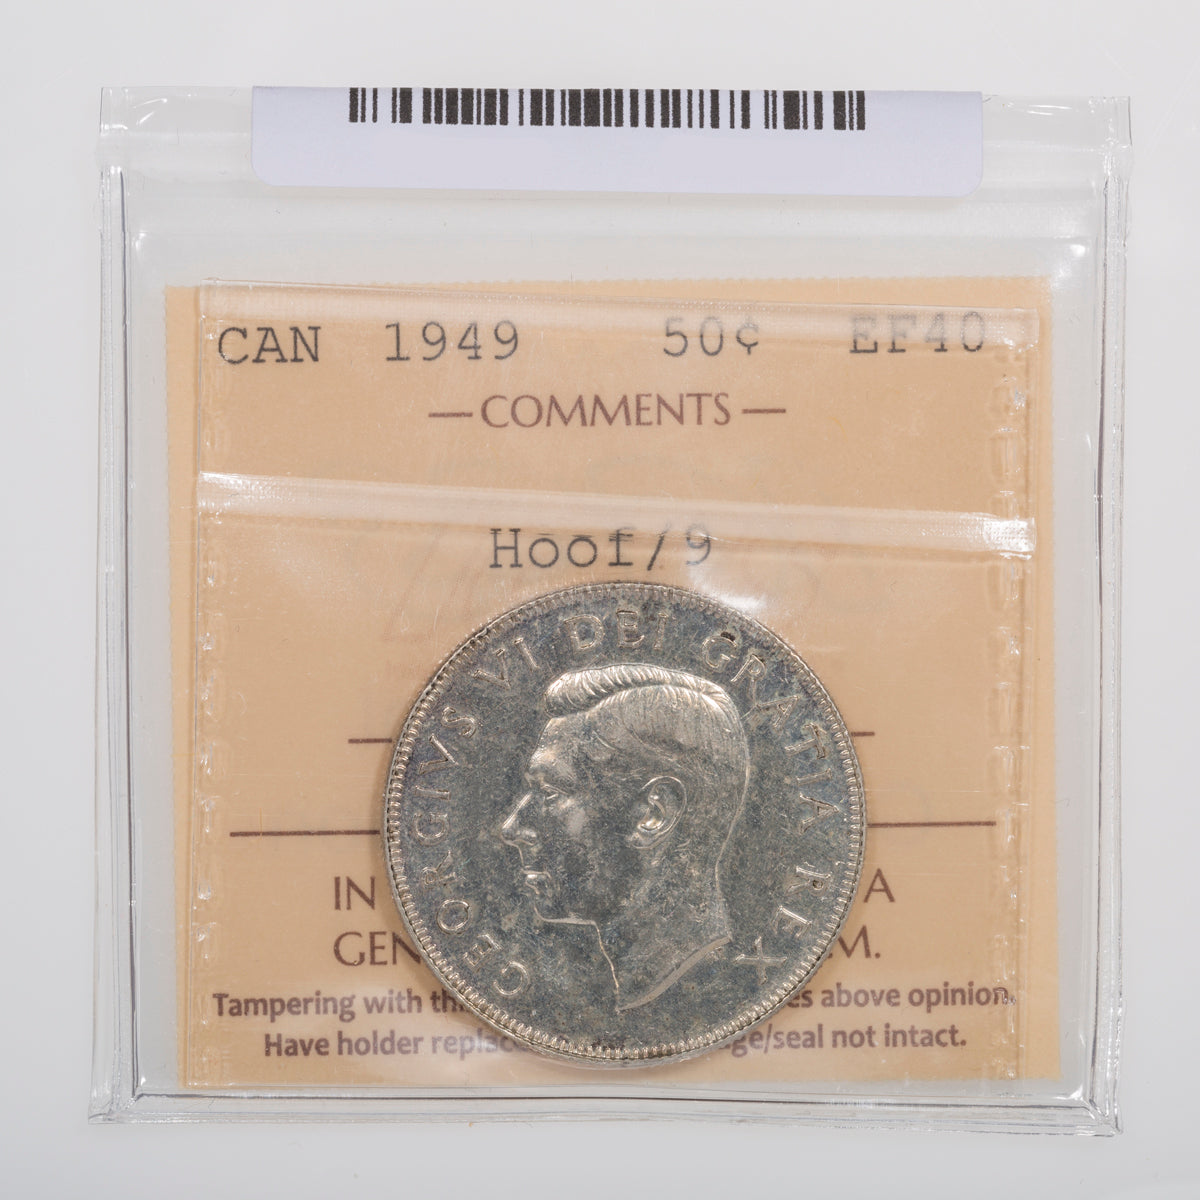 CAN 1949 50¢ EF40
— COMMENTS —
Hoof/9
GEORGIVS VI DEI GRATIA REX
IN A
GEN M.
Tampering with th es above opinion.
Have holder replac ge/seal not intact.